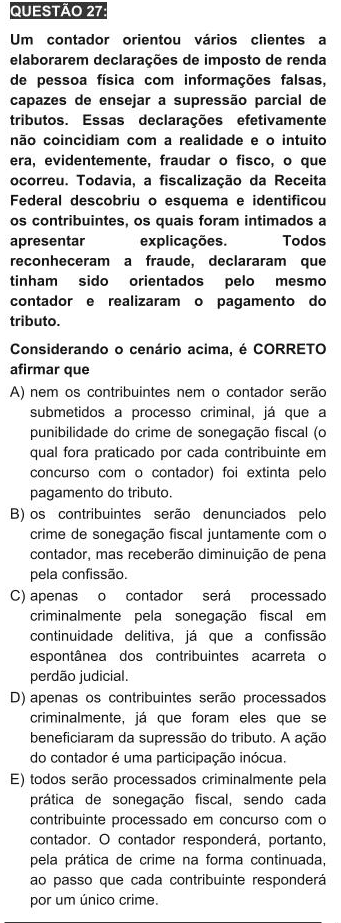 QUESTÃO 27:
Um contador orientou vários clientes a
elaborarem declarações de imposto de renda
de pessoa física com informações falsas,
capazes de ensejar a supressão parcial de
tributos. Essas declarações efetivamente
não coincidiam com a realidade e o intuito
era, evidentemente, fraudar o fisco, o que
ocorreu. Todavia, a fiscalização da Receita
Federal descobriu o esquema e identificou
os contribuintes, os quais foram intimados a
apresentar explicações. Todos
reconheceram a fraude, declararam que
tinham sido orientados pelo mesmo
contador e realizaram o pagamento do
tributo.
Considerando o cenário acima, é CORRETO
afirmar que
A) nem os contribuintes nem o contador serão
submetidos a processo criminal, já que a
punibilidade do crime de sonegação fiscal (o
qual fora praticado por cada contribuinte em
concurso com o contador) foi extinta pelo
pagamento do tributo.
B) os contribuintes serão denunciados pelo
crime de sonegação fiscal juntamente com o
contador, mas receberão diminuição de pena
pela confissão.
C) apenas o contador será processado
criminalmente pela sonegação fiscal em
continuidade delitiva, já que a confissão
espontânea dos contribuintes acarreta o
perdão judicial.
D) apenas os contribuintes serão processados
criminalmente, já que foram eles que se
beneficiaram da supressão do tributo. A ação
do contador é uma participação inócua.
E) todos serão processados criminalmente pela
prática de sonegação fiscal, sendo cada
contribuinte processado em concurso com o
contador. O contador responderá, portanto,
pela prática de crime na forma continuada,
ao passo que cada contribuinte responderá
por um único crime.